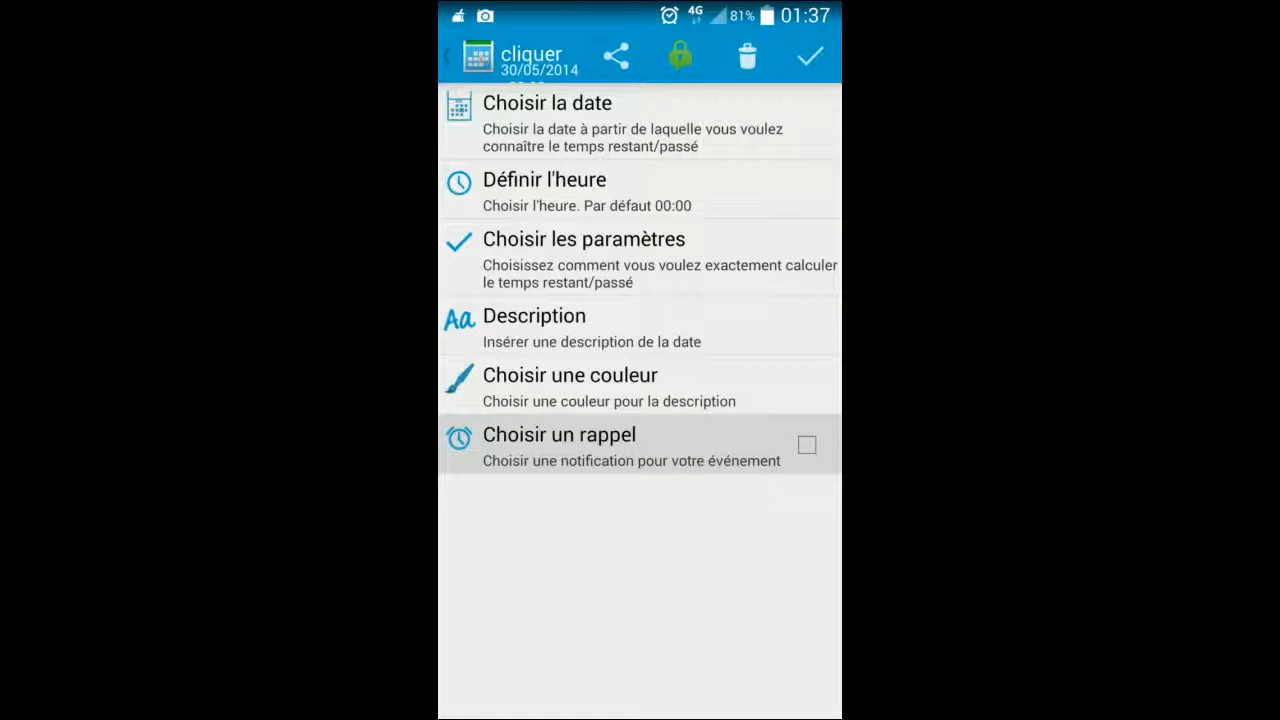 4G 81% 01:37
cliquer
30/05/2014
Choisir la date
Choisir la date à partir de laquelle vous voulez
connaître le temps restant/passé
Définir l'heure
Choisir l'heure. Par défaut 00:00
Choisir les paramètres
Choisissez comment vous voulez exactement calculer
le temps restant/passé
Aa Description
Insérer une description de la date
Choisir une couleur
Choisir une couleur pour la description
Choisir un rappel
Choisir une notification pour votre événement